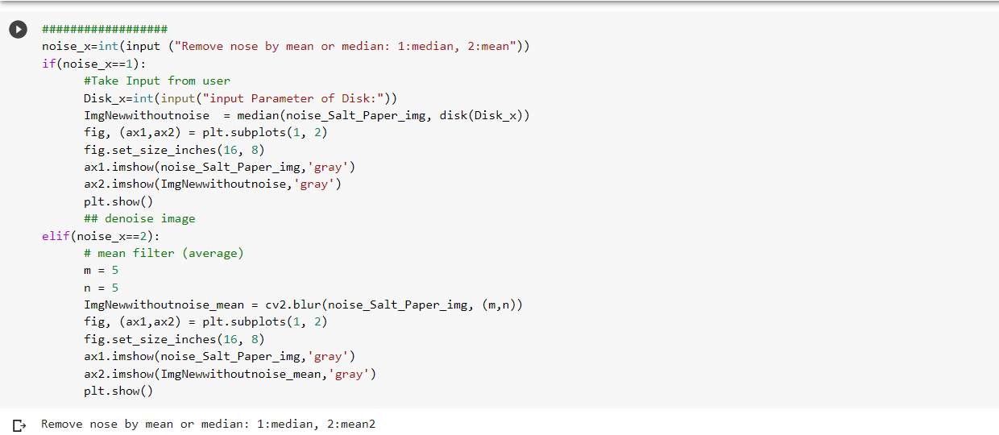 ##################
noise_x=int(input ("Remove nose by mean or median: 1:median, 2:mean"))
if(noise_x==1):
      #Take Input from user
      Disk_x=int(input("input Parameter of Disk:"))
      ImgNewwithoutnoise  = median(noise_Salt_Paper_img, disk(Disk_x))
      fig, (ax1,ax2) = plt.subplots(1, 2)
      fig.set_size_inches(16, 8)
      ax1.imshow(noise_Salt_Paper_img,'gray')
      ax2.imshow(ImgNewwithoutnoise,'gray')
      plt.show()
      ## denoise image
elif(noise_x==2):
      # mean filter (average)
      m = 5
      n = 5
      ImgNewwithoutnoise_mean = cv2.blur(noise_Salt_Paper_img, (m,n))
      fig, (ax1,ax2) = plt.subplots(1, 2)
      fig.set_size_inches(16, 8)
      ax1.imshow(noise_Salt_Paper_img,'gray')
      ax2.imshow(ImgNewwithoutnoise_mean,'gray')
      plt.show()
Remove nose by mean or median: 1:median, 2:mean2